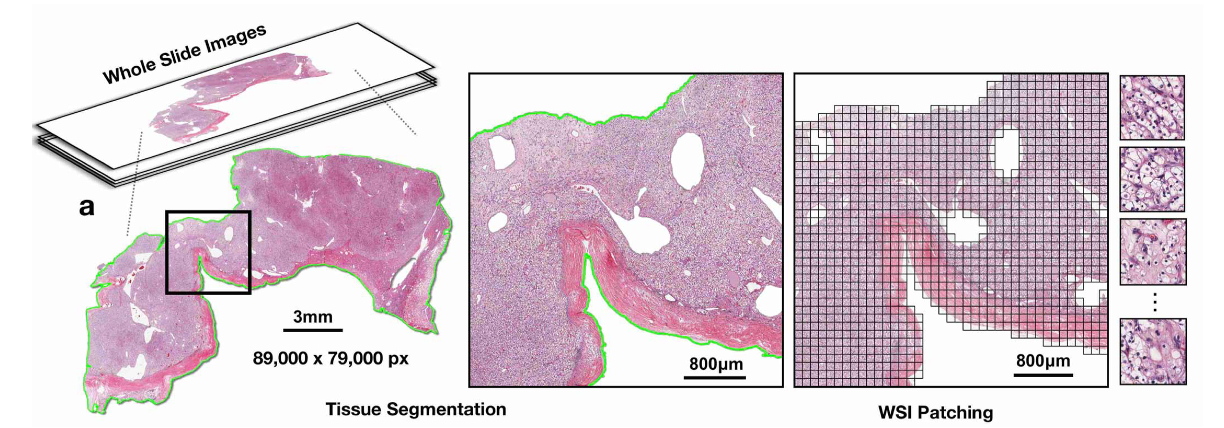 Whole Slide Images
a
3mm
89,000 x 79,000 px
800µm
800µm
⋮
Tissue Segmentation
WSI Patching